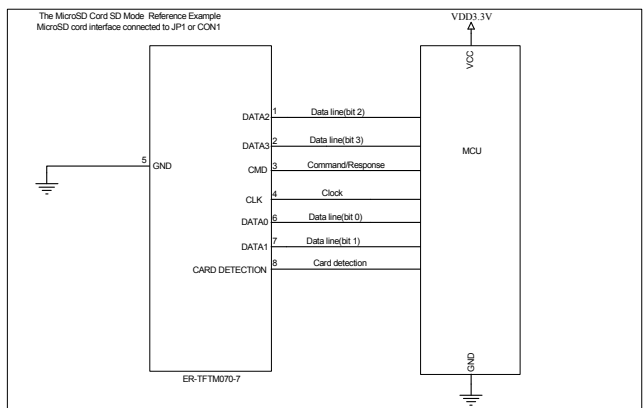 The MicroSD Cord SD Mode Reference Example
MicroSD cord interface connected to JP1 or CON1
VDD3.3V
VCC
DATA2 1 Data line(bit 2)
DATA3 2 Data line(bit 3)
MCU
5 GND
CMD 3 Command/Response
CLK 4 Clock
DATA0 6 Data line(bit 0)
DATA1 7 Data line(bit 1)
CARD DETECTION 8 Card detection
GND
ER-TFTM070-7